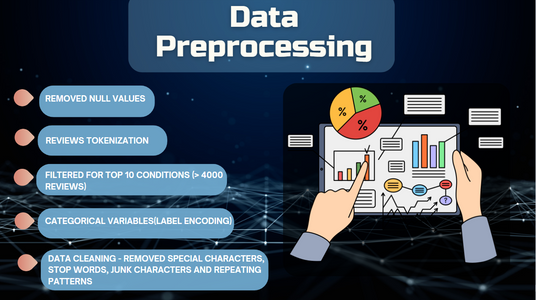 Data
Preprocessing
REMOVED NULL VALUES
REVIEWS TOKENIZATION
FILTERED FOR TOP 10 CONDITIONS (> 4000
REVIEWS)
CATEGORICAL VARIABLES(LABEL ENCODING)
DATA CLEANING - REMOVED SPECIAL CHARACTERS,
STOP WORDS, JUNK CHARACTERS AND REPEATING
PATTERNS
%
%
%
?